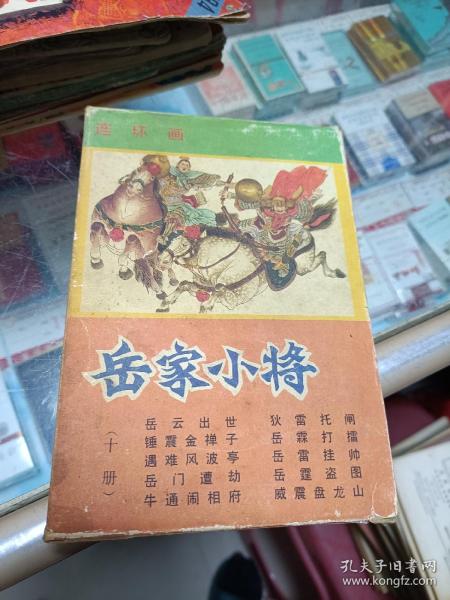 24
连环画
岳家小将
（十册）
岳云出世
锤震金禅子
遇难风波亭
岳门遭劫
牛通闹相府
狄雷托闸
岳霖打擂
岳雷挂帅
岳霆盗图
威震盘龙山
孔夫子旧书网
www.kongfz.com